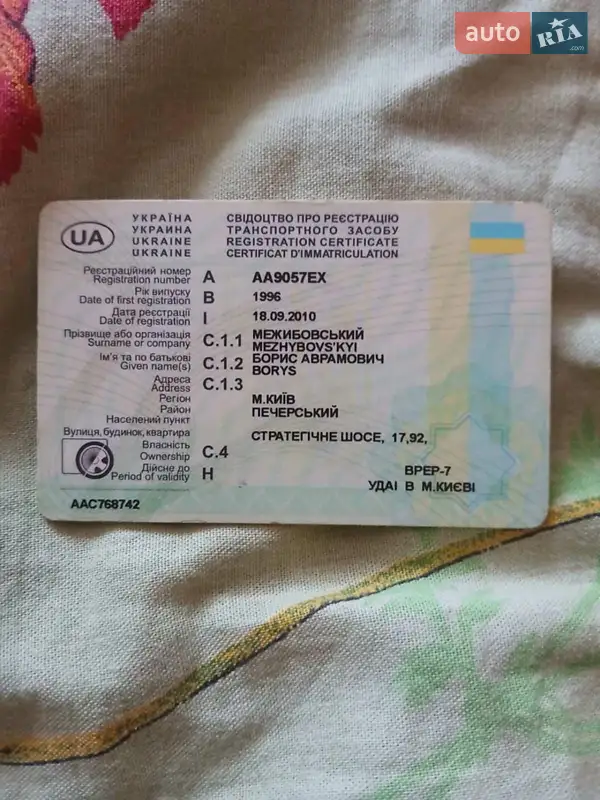 auto RIA.com
UA
УКРАЇНА СВІДОЦТВО ПРО РЕЄСТРАЦІЮ
УКРАИНА ТРАНСПОРТНОГО ЗАСОБУ
UKRAINE REGISTRATION CERTIFICATE
UKRAINE CERTIFICAT D'IMMATRICULATION
Реєстраційний номер
Registration number A AA9057EX
Рік випуску
Date of first registration B 1996
Дата реєстрації
Date of registration I 18.09.2010
Прізвище або організація C.1.1 МЕЖИБОВСЬКИЙ
Surname or company MEZHYBOVS'KYI
Ім'я та по батькові C.1.2 БОРИС АВРАМОВИЧ
Given name(s) BORYS
Адреса C.1.3
Address
Регіон М.КИЇВ
Район ПЕЧЕРСЬКИЙ
Населений пункт
Вулиця, будинок, квартира СТРАТЕГІЧНЕ ШОСЕ, 17,92,
Власність
Ownership C.4
Дійсне до ВРЕР-7
Period of validity H УДАІ В М.КИЄВІ
AAC768742